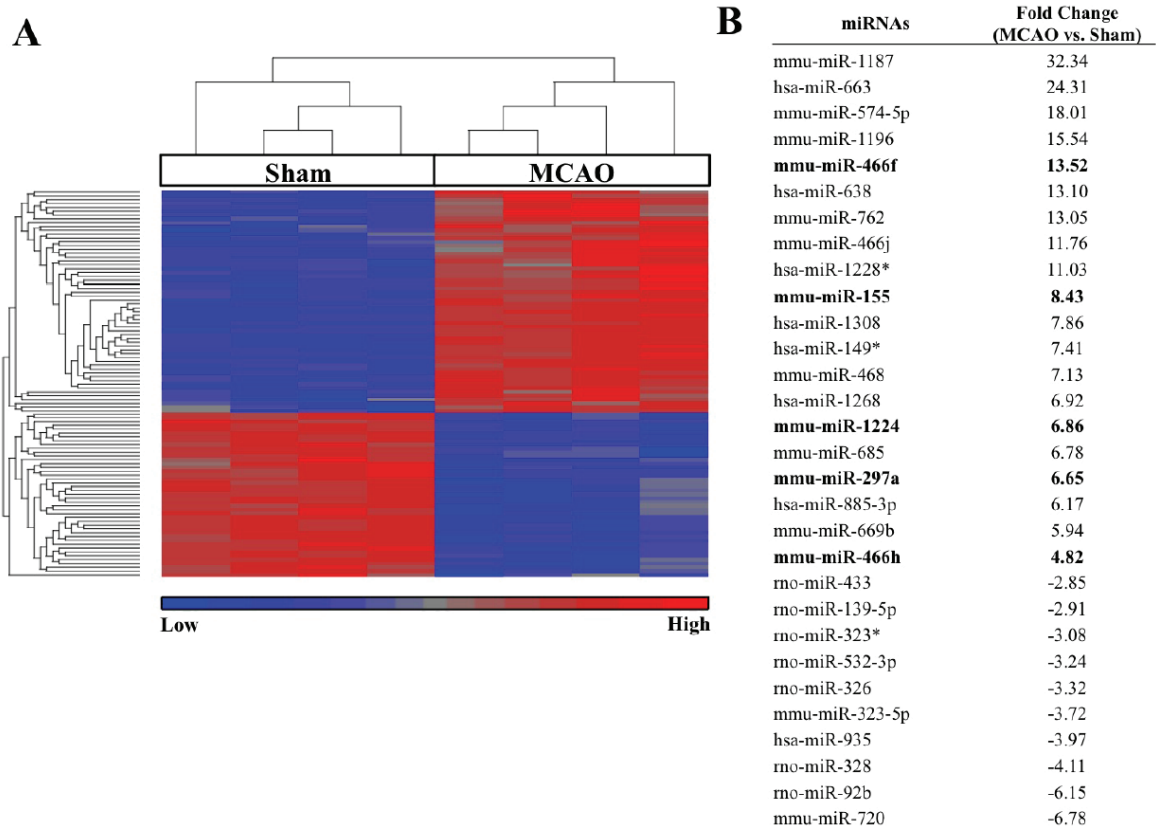 A
Sham MCAO
Low High
B
miRNAs Fold Change
(MCAO vs. Sham)
mmu-miR-1187 32.34
hsa-miR-663 24.31
mmu-miR-574-5p 18.01
mmu-miR-1196 15.54
mmu-miR-466f 13.52
hsa-miR-638 13.10
mmu-miR-762 13.05
mmu-miR-466j 11.76
hsa-miR-1228* 11.03
mmu-miR-155 8.43
hsa-miR-1308 7.86
hsa-miR-149* 7.41
mmu-miR-468 7.13
hsa-miR-1268 6.92
mmu-miR-1224 6.86
mmu-miR-685 6.78
mmu-miR-297a 6.65
hsa-miR-885-3p 6.17
mmu-miR-669b 5.94
mmu-miR-466h 4.82
rno-miR-433 -2.85
rno-miR-139-5p -2.91
rno-miR-323* -3.08
rno-miR-532-3p -3.24
rno-miR-326 -3.32
mmu-miR-323-5p -3.72
hsa-miR-935 -3.97
rno-miR-328 -4.11
rno-miR-92b -6.15
mmu-miR-720 -6.78